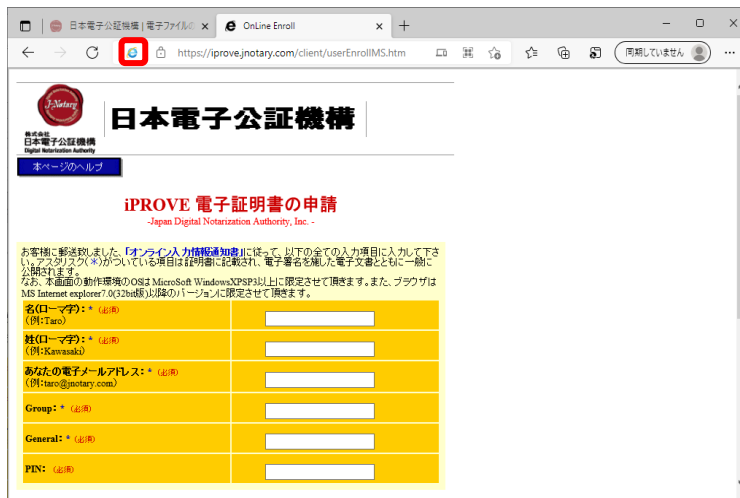 日本電子公証機構 | 電子ファイルの
OnLine Enroll
https://iprove.jnotary.com/client/userEnrollMS.htm
同期していません
J-Notary
株式会社
日本電子公証機構
Digital Notarization Authority
日本電子公証機構
本ページのヘルプ
iPROVE 電子証明書の申請
-Japan Digital Notarization Authority, Inc. -
お客様に郵送致しました、「オンライン入力情報通知書」に従って、以下の全ての入力項目に入力して下さ
い。アスタリスク(*)がついている項目は証明書に記載され、電子署名を施した電子文書とともに一般に
公開されます。
なお、本画面の動作環境のOSは MicroSoft WindowsXPSP3以上に限定させて頂きます。また、ブラウザは
MS Internet explorer7.0(32bit版)以降のバージョンに限定させて頂きます。
名(ローマ字): * (必須)
(例:Taro)
姓(ローマ字): * (必須)
(例:Kawasaki)
あなたの電子メールアドレス: * (必須)
(例:taro@jnotary.com)
Group: * (必須)
General: * (必須)
PIN: (必須)